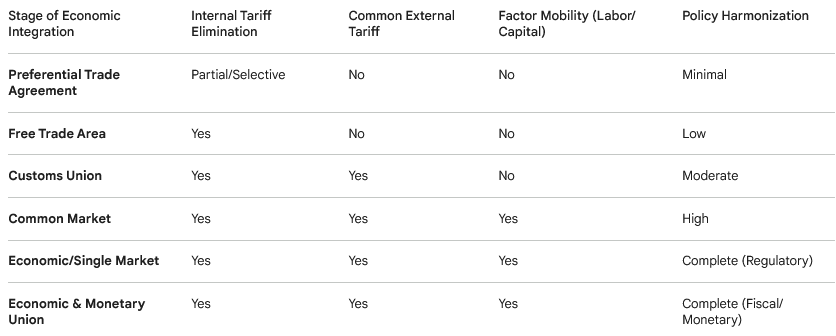 Stage of Economic Integration | Internal Tariff Elimination | Common External Tariff | Factor Mobility (Labor/Capital) | Policy Harmonization
Preferential Trade Agreement | Partial/Selective | No | No | Minimal
Free Trade Area | Yes | No | No | Low
Customs Union | Yes | Yes | No | Moderate
Common Market | Yes | Yes | Yes | High
Economic/Single Market | Yes | Yes | Yes | Complete (Regulatory)
Economic & Monetary Union | Yes | Yes | Yes | Complete (Fiscal/Monetary)